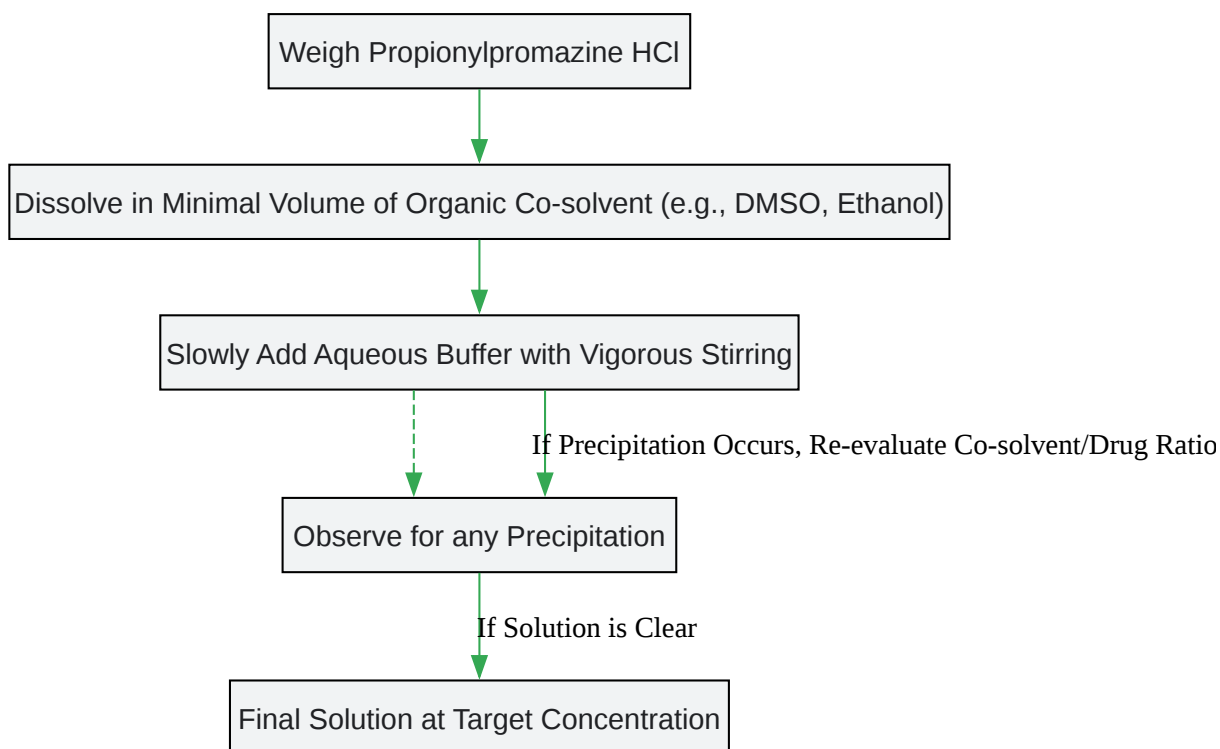 Weigh Propionylpromazine HCl
Dissolve in Minimal Volume of Organic Co-solvent (e.g., DMSO, Ethanol)
Slowly Add Aqueous Buffer with Vigorous Stirring
If Precipitation Occurs, Re-evaluate Co-solvent/Drug Ratio
Observe for any Precipitation
If Solution is Clear
Final Solution at Target Concentration